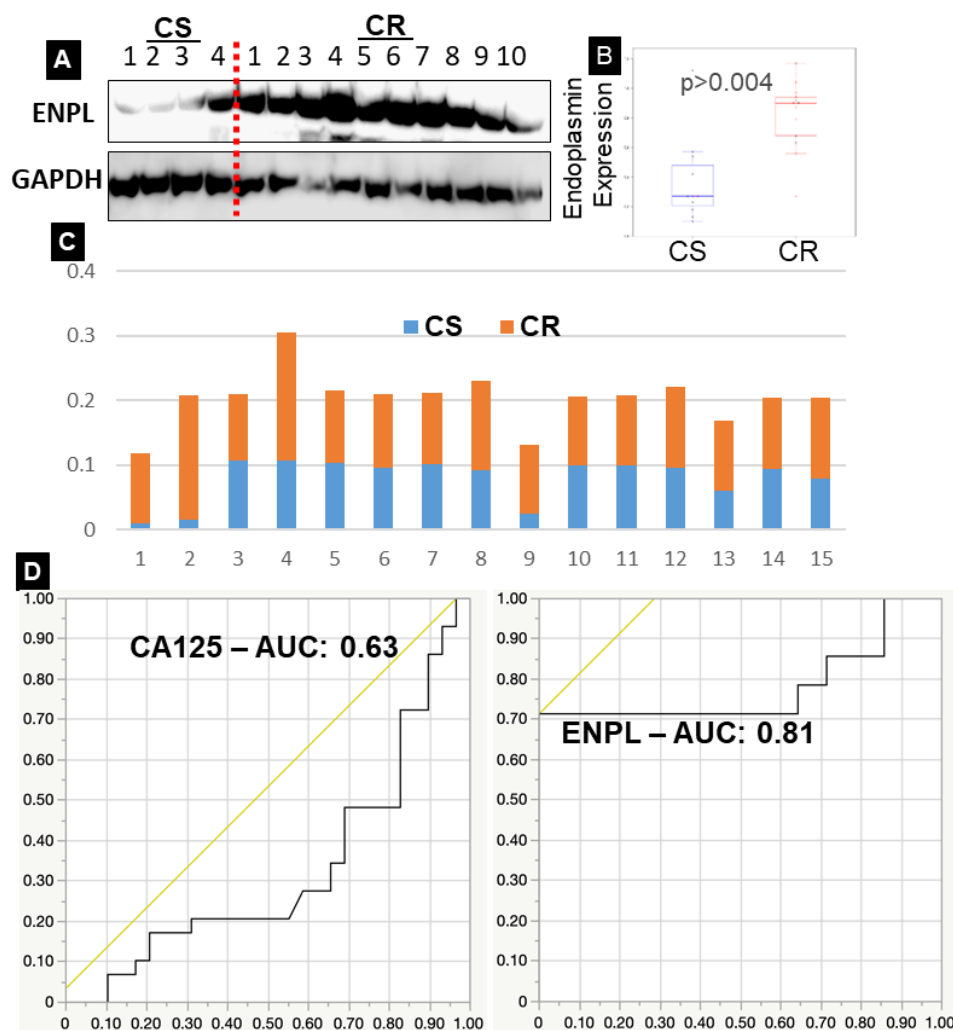 CS CR
A 1 2 3 4 1 2 3 4 5 6 7 8 9 10
ENPL
GAPDH
B
p>0.004
Endoplasmin
Expression
CS CR
C
0.4
0.3
CS CR
0.2
0.1
0
1 2 3 4 5 6 7 8 9 10 11 12 13 14 15
D
1.00
0.90
CA125 – AUC: 0.63
0.80
0.70
0.60
0.50
0.40
0.30
0.20
0.10
0
0 0.10 0.20 0.30 0.40 0.50 0.60 0.70 0.80 0.90 1.00
1.00
0.90
0.80
0.70
ENPL – AUC: 0.81
0.60
0.50
0.40
0.30
0.20
0.10
0
0 0.10 0.20 0.30 0.40 0.50 0.60 0.70 0.80 0.90 1.00